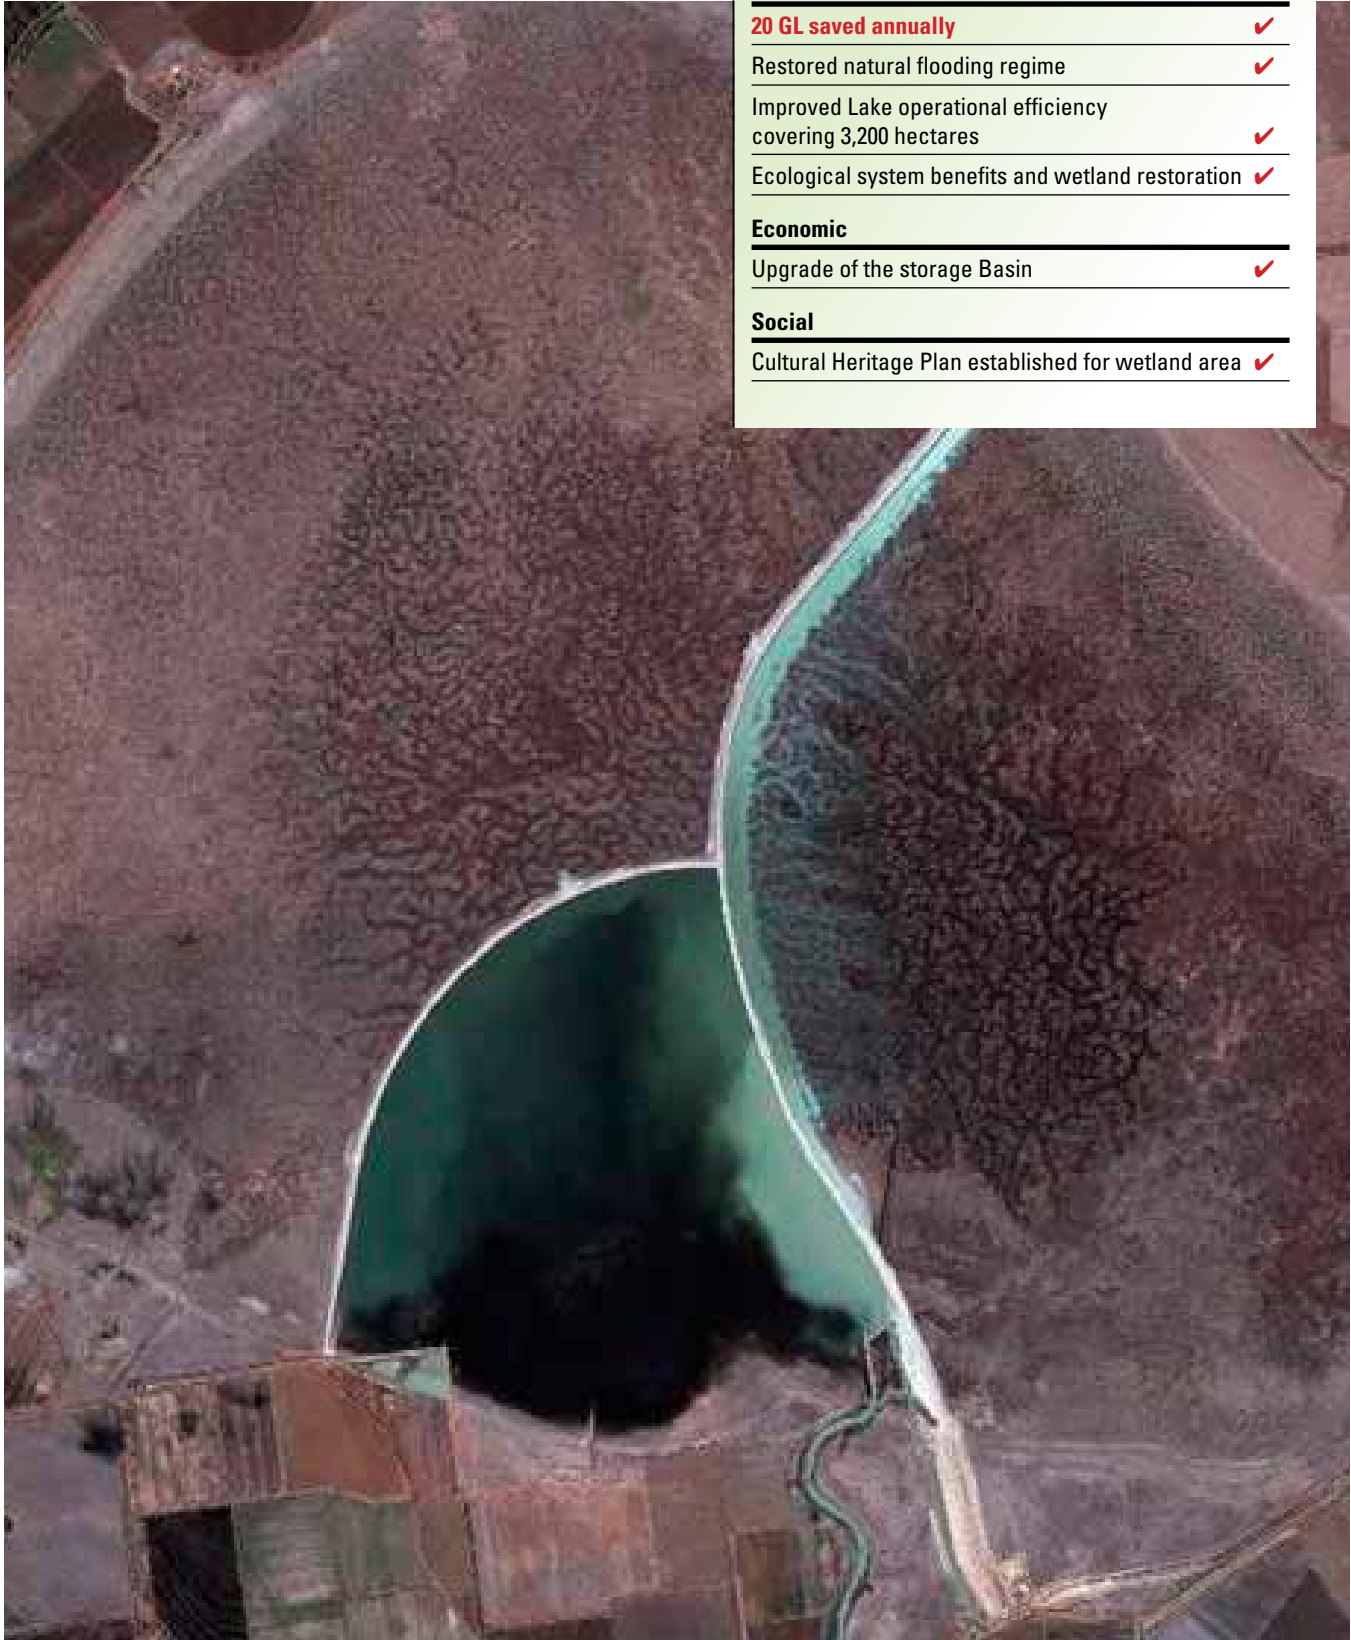 20 GL saved annually ✔
Restored natural flooding regime ✔
Improved Lake operational efficiency
covering 3,200 hectares ✔
Ecological system benefits and wetland restoration ✔
Economic
Upgrade of the storage Basin ✔
Social
Cultural Heritage Plan established for wetland area ✔